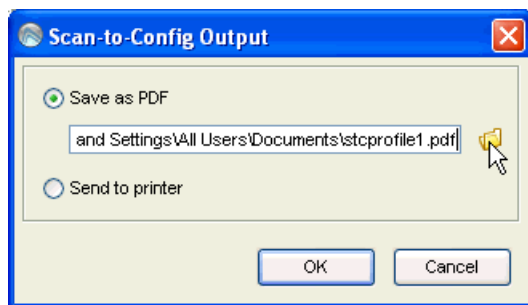 Scan-to-Config Output
Save as PDF
and Settings\All Users\Documents\stcprofile1.pdf
Send to printer
OK Cancel